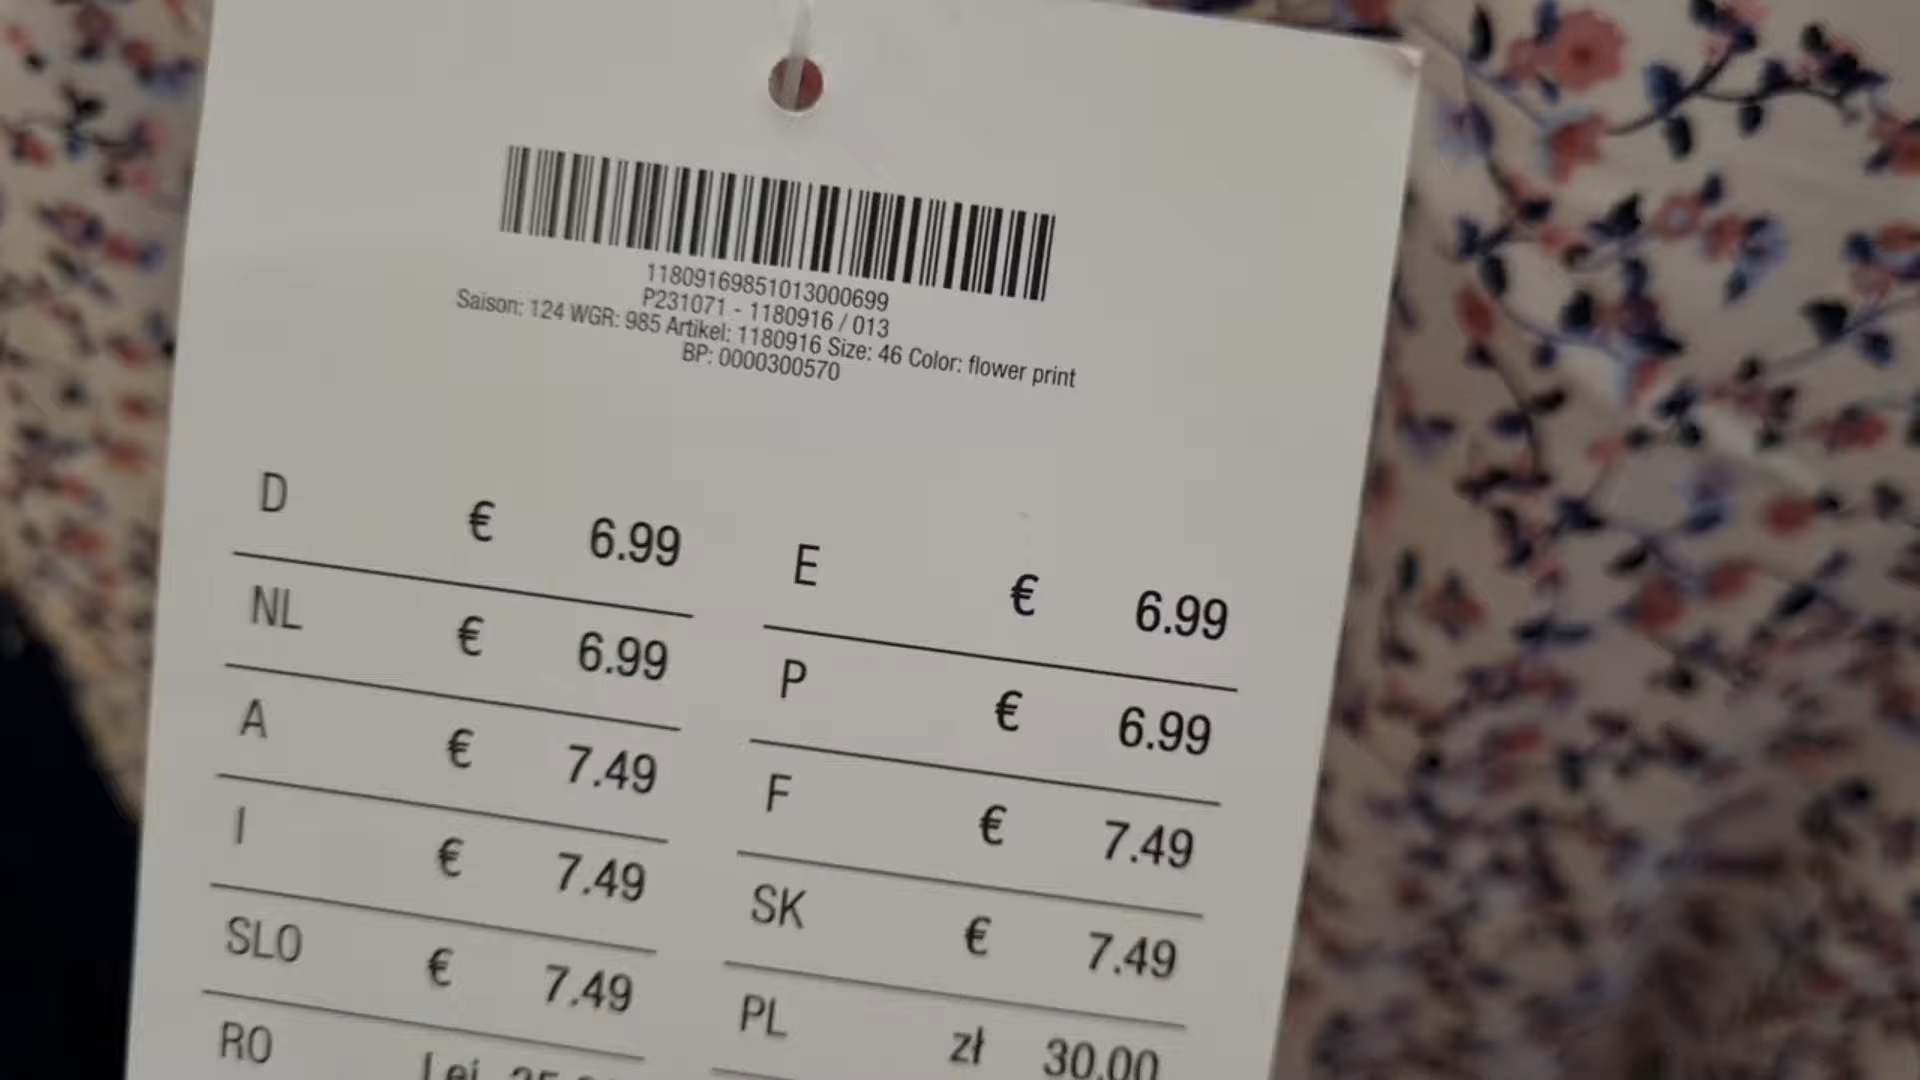 11809169851013000699
P231071 - 1180916 / 013
Saison: 124 WGR: 985 Artikel: 1180916 Size: 46 Color: flower print
BP: 0000300570
D € 6.99
NL € 6.99
A € 7.49
I € 7.49
SLO € 7.49
RO Lei
E € 6.99
P € 6.99
F € 7.49
SK € 7.49
PL zł 30.00